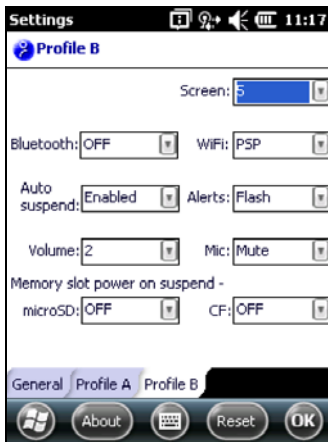 Settings 11:17
Profile B
Screen: 5
Bluetooth: OFF WiFi: PSP
Auto suspend: Enabled Alerts: Flash
Volume: 2 Mic: Mute
Memory slot power on suspend -
microSD: OFF CF: OFF
General Profile A Profile B
About Reset OK